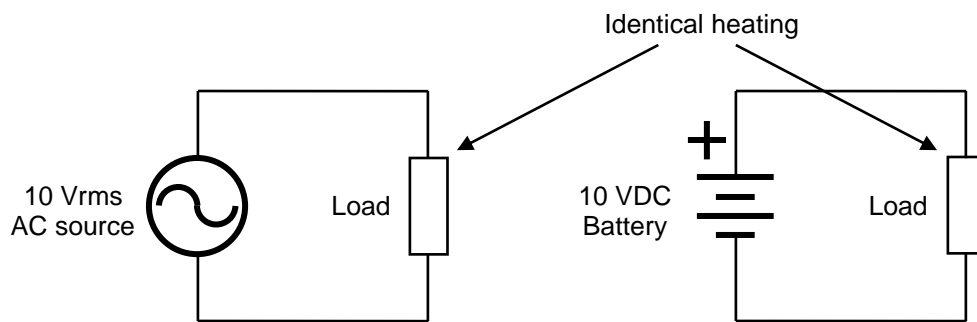 Identical heating
10 Vrms
AC source
Load
10 VDC
Battery
Load